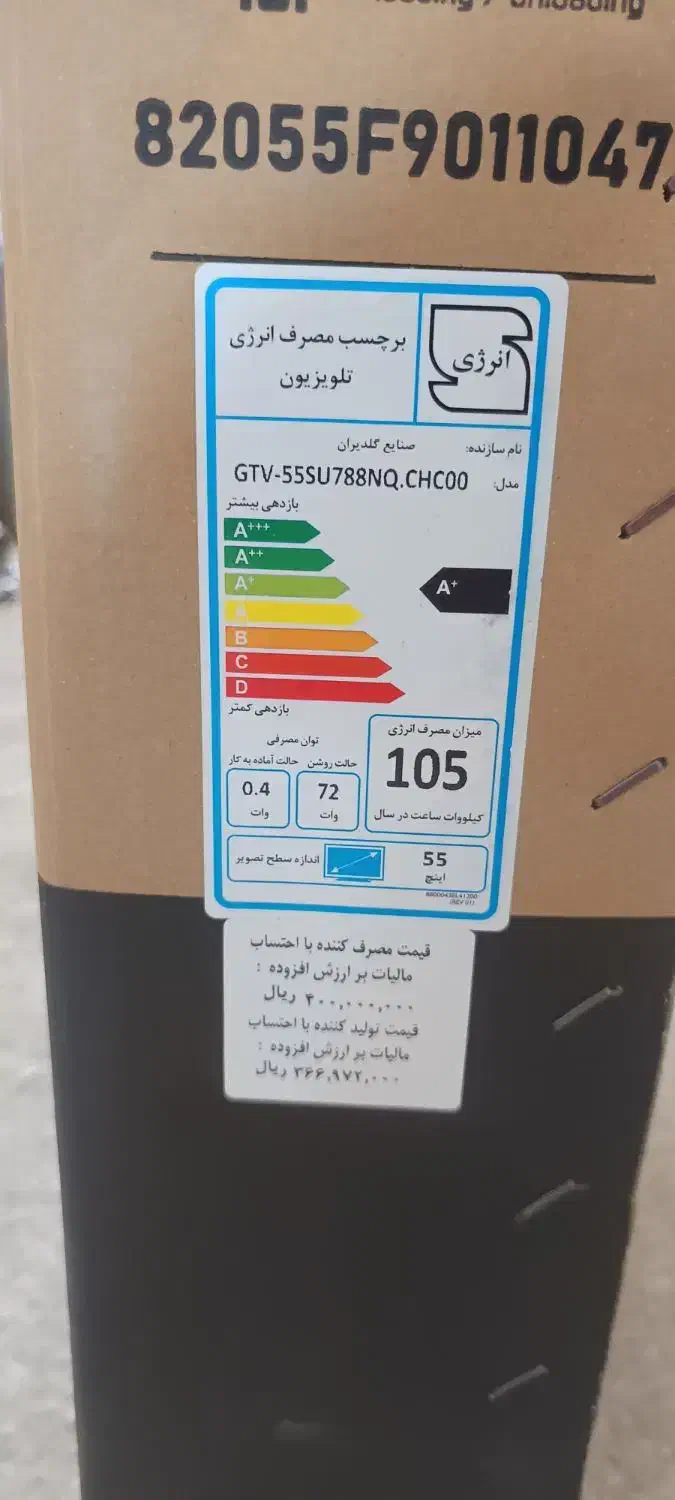 loading / unloading
82055F9011047
برچسب مصرف انرژی
تلویزیون
انرژی
نام سازنده: صنایع گلدیران
مدل: GTV-55SU788NQ.CHC00
بازدهی بیشتر
A+++
A++
A+
A+
A
B
C
D
بازدهی کمتر
میزان مصرف انرژی
105
کیلووات ساعت در سال
توان مصرفی
حالت روشن حالت آماده به کار
72 0.4
وات وات
55 اندازه سطح تصویر
اینچ
قیمت مصرف کننده با احتساب
مالیات بر ارزش افزوده :
۴۰۰,۰۰۰,۰۰۰ ریال
قیمت تولید کننده با احتساب
مالیات بر ارزش افزوده :
۳۶۶,۹۷۲,۰۰۰ ریال